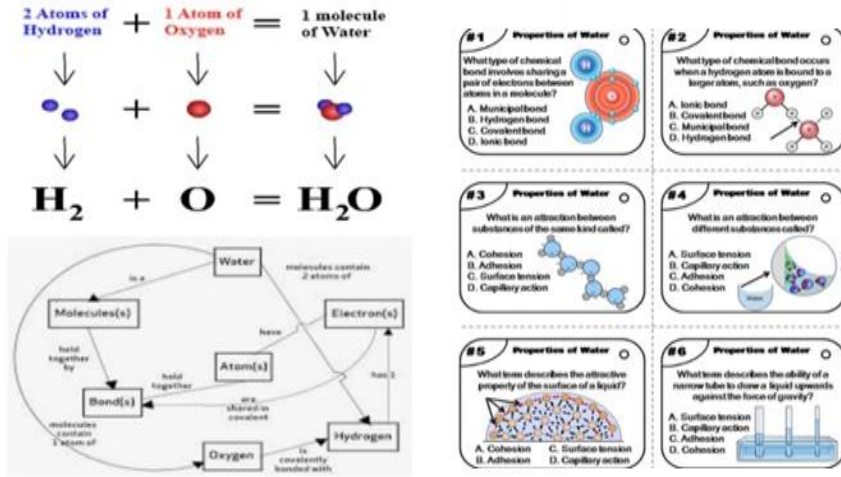 2 Atoms of Hydrogen + 1 Atom of Oxygen = 1 molecule of Water
+ =
H2 + O = H2O
Water
is a
molecules contain
2 atoms of
Molecules(s)
Electron(s)
have
held
together
by
Atom(s)
hold
together
has 1
Bond(s)
are
shared in
covalent
molecules
contain
1 atom of
Hydrogen
Oxygen
is
covalently
bonded with
#1 Properties of Water
What type of chemical
bond involves sharing a
pair of electrons between
atoms in a molecule?
A. Municipal bond
B. Hydrogen bond
C. Covalent bond
D. Ionic bond
H
H
#2 Properties of Water
What type of chemical bond occurs
when a hydrogen atom is bound to a
larger atom, such as oxygen?
A. Ionic bond
B. Covalent bond
C. Municipal bond
D. Hydrogen bond
#3 Properties of Water
What is an attraction between
substances of the same kind called?
A. Cohesion
B. Adhesion
C. Surface tension
D. Capillary action
#4 Properties of Water
What is an attraction between
different substances called?
A. Surface tension
B. Capillary action
C. Adhesion
D. Cohesion
Water
#5 Properties of Water
What term describes the attractive
property of the surface of a liquid?
A. Cohesion C. Surface tension
B. Adhesion D. Capillary action
#6 Properties of Water
What term describes the ability of a
narrow tube to draw a liquid upwards
against the force of gravity?
A. Surface tension
B. Capillary action
C. Adhesion
D. Cohesion